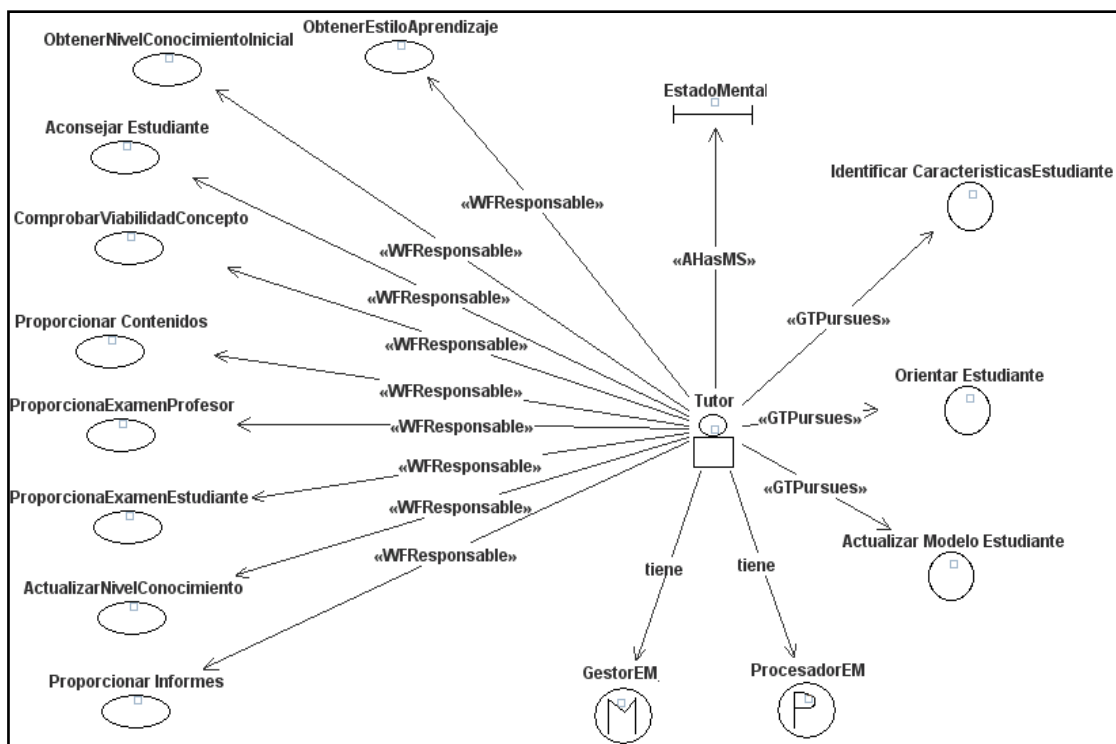 ObtenerEstiloAprendizaje
ObtenerNivelConocimientoInicial
EstadoMental
Aconsejar Estudiante
Identificar CaracteristicasEstudiante
«WFResponsable»
ComprobarViabilidadConcepto
«WFResponsable»
«AHasMS»
«WFResponsable»
Proporcionar Contenidos
«GTPursues»
«WFResponsable»
Orientar Estudiante
ProporcionaExamenProfesor
«WFResponsable»
Tutor
«GTPursues»
«WFResponsable»
ProporcionaExamenEstudiante
«WFResponsable»
«GTPursues»
«WFResponsable»
Actualizar Modelo Estudiante
«WFResponsable»
ActualizarNivelConocimiento
tiene
tiene
Proporcionar Informes
GestorEM
ProcesadorEM
M
P